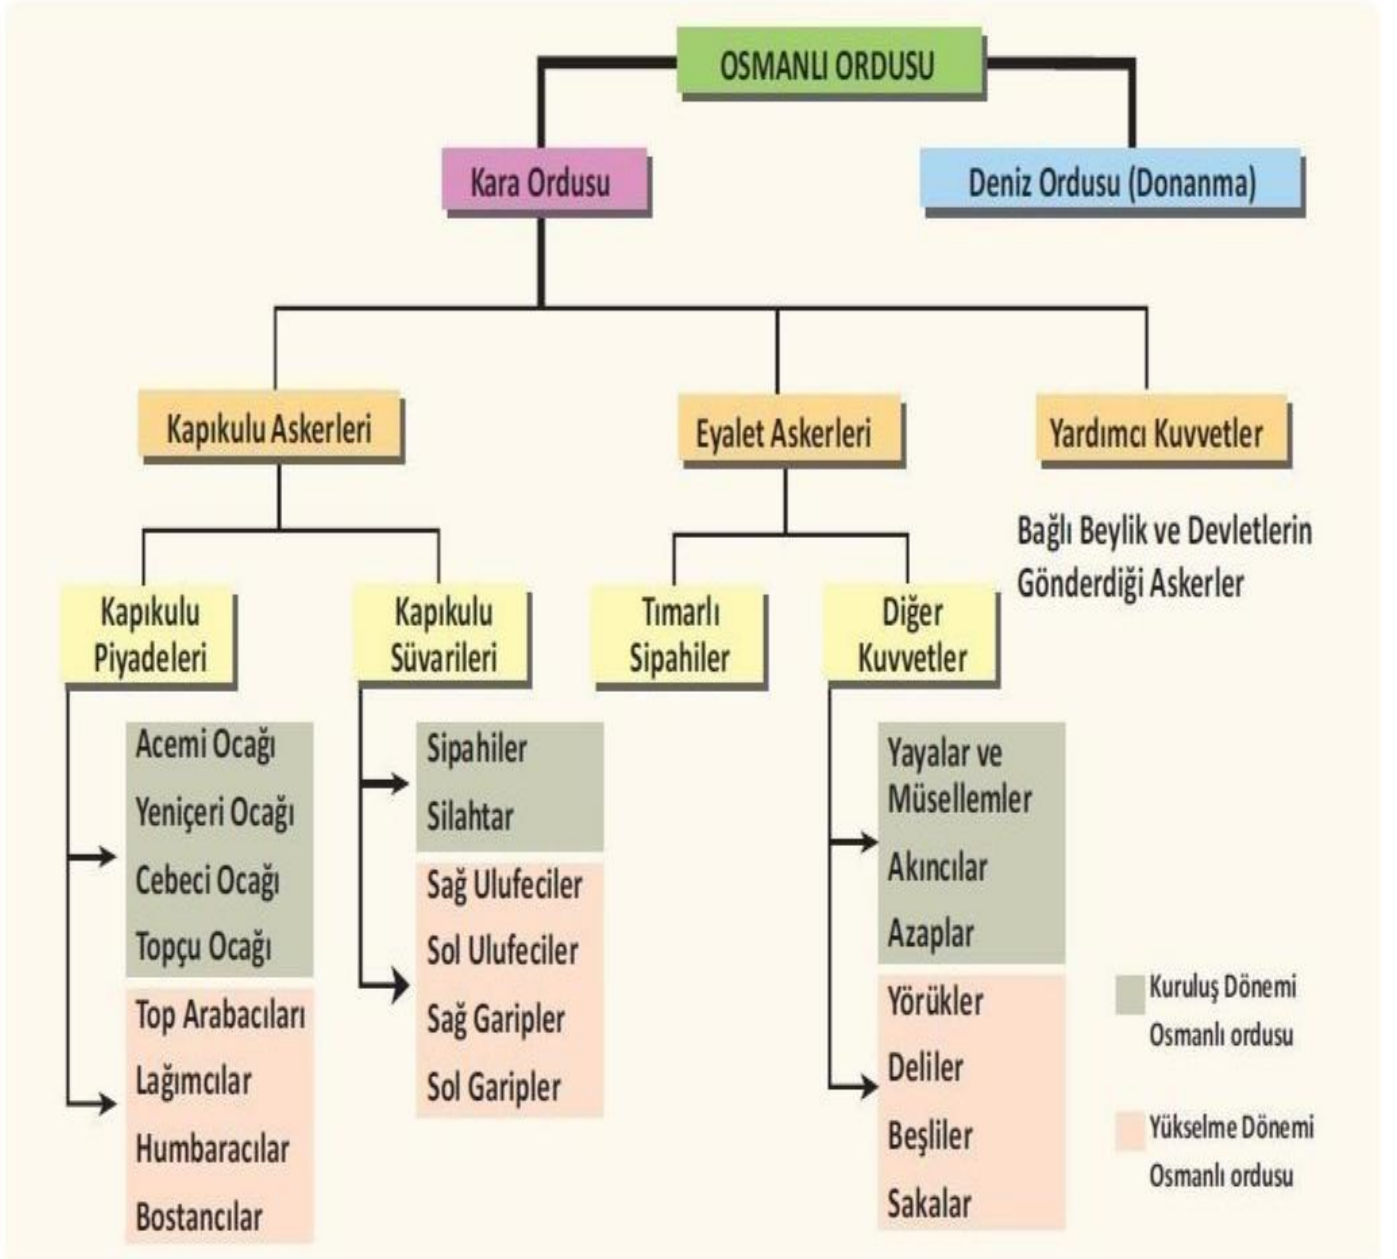 OSMANLI ORDUSU
Kara Ordusu
Deniz Ordusu (Donanma)
Kapıkulu Askerleri
Eyalet Askerleri
Yardımcı Kuvvetler
Bağlı Beylik ve Devletlerin
Gönderdiği Askerler
Kapıkulu
Piyadeleri
Kapıkulu
Süvarileri
Tımarlı
Sipahiler
Diğer
Kuvvetler
Acemi Ocağı
Yeniçeri Ocağı
Cebeci Ocağı
Topçu Ocağı
Top Arabacıları
Lağımcılar
Humbaracılar
Bostancılar
Sipahiler
Silahtar
Sağ Ulufeciler
Sol Ulufeciler
Sağ Garipler
Sol Garipler
Yayalar ve
Müsellemler
Akıncılar
Azaplar
Yörükler
Deliler
Beşliler
Sakalar
Kuruluş Dönemi
Osmanlı ordusu
Yükselme Dönemi
Osmanlı ordusu